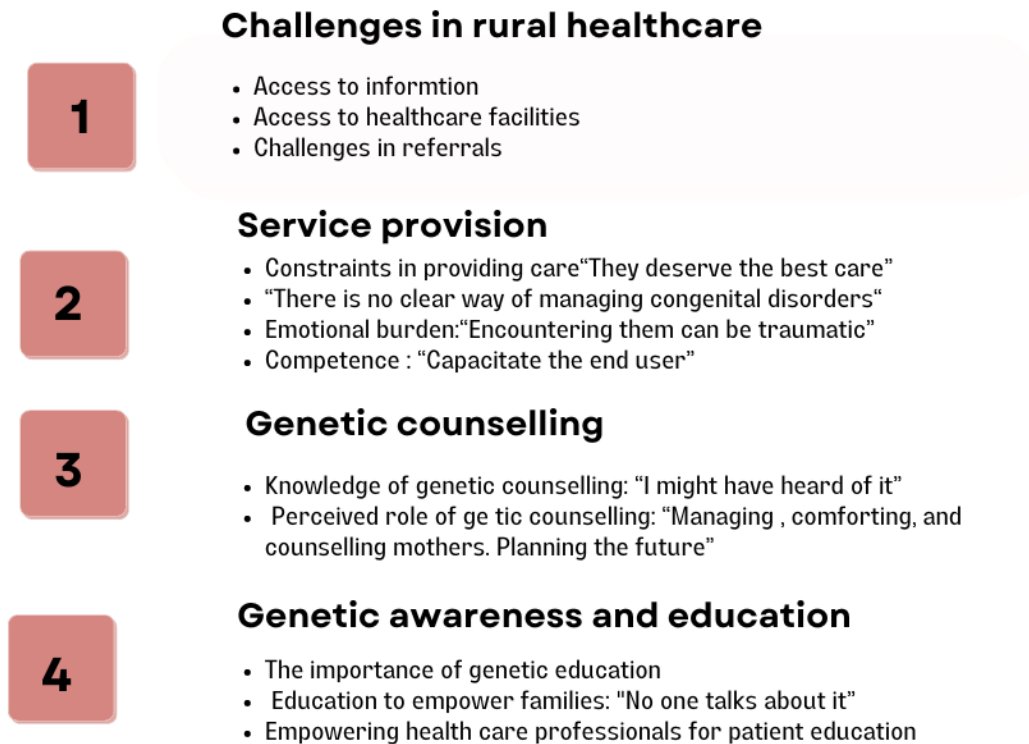 Challenges in rural healthcare
1
• Access to informtion
• Access to healthcare facilities
• Challenges in referrals
Service provision
2
• Constraints in providing care“They deserve the best care”
• “There is no clear way of managing congenital disorders“
• Emotional burden:“Encountering them can be traumatic”
• Competence : “Capacitate the end user”
Genetic counselling
3
• Knowledge of genetic counselling: “I might have heard of it”
• Perceived role of ge tic counselling: “Managing , comforting, and
counselling mothers. Planning the future”
Genetic awareness and education
4
• The importance of genetic education
• Education to empower families: "No one talks about it”
• Empowering health care professionals for patient education